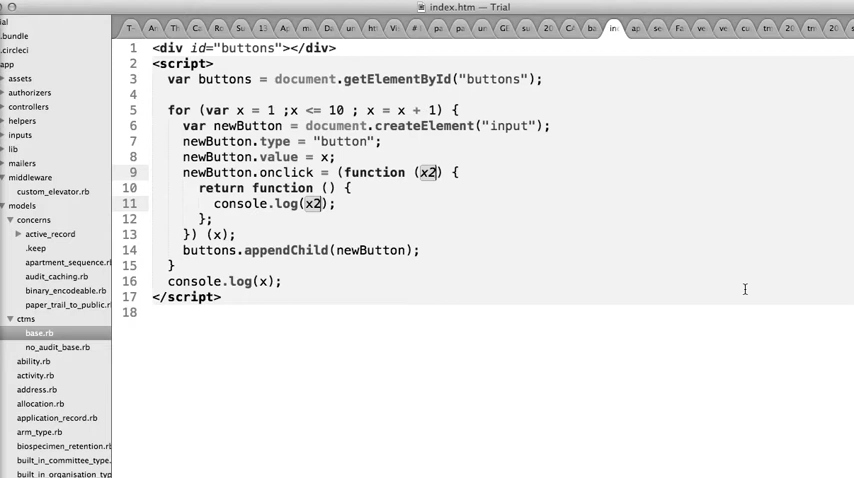 index.htm — Trial
1 <div id="buttons"></div>
2 <script>
3 var buttons = document.getElementById("buttons");
4
5 for (var x = 1 ;x <= 10 ; x = x + 1) {
6 var newButton = document.createElement("input");
7 newButton.type = "button";
8 newButton.value = x;
9 newButton.onclick = (function (x2) {
10 return function () {
11 console.log(x2);
12 };
13 }) (x);
14 buttons.appendChild(newButton);
15 }
16 console.log(x);
17 </script>
18
.bundle
.circleci
app
assets
authorizers
controllers
helpers
inputs
lib
mailers
middleware
custom_elevator.rb
models
concerns
active_record
.keep
apartment_sequence.r
audit_caching.rb
binary_encodeable.rb
paper_trail_to_public.r
ctms
base.rb
no_audit_base.rb
ability.rb
activity.rb
address.rb
allocation.rb
application_record.rb
arm_type.rb
biospecimen_retention.r
built_in_committee_type.
built_in_organisation_typ